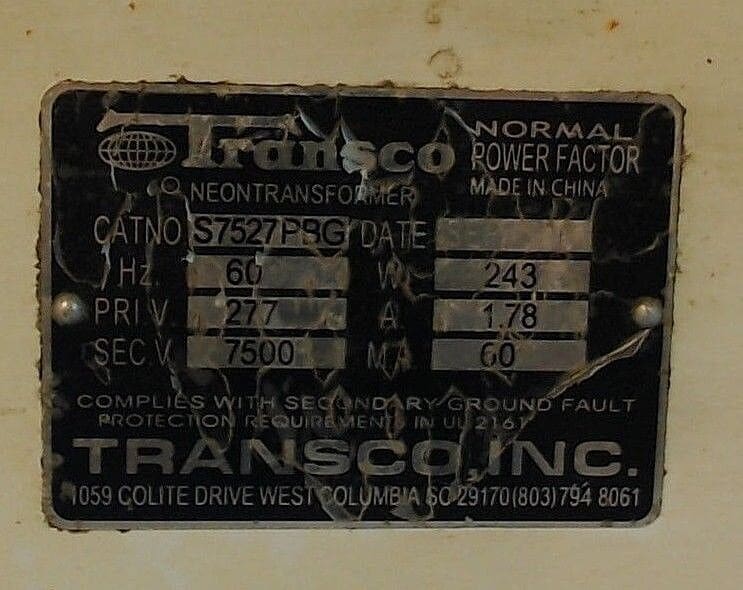 Transco
NORMAL
POWER FACTOR
NEONTRANSFORMER
MADE IN CHINA
CATNO S7527PBG DATE
Hz. 60 W 243
PRI.V. 277 A 1.78
SEC.V. 7500 MA 60
COMPLIES WITH SECONDARY GROUND FAULT
PROTECTION REQUIREMENTS IN UL 2161
TRANSCO, INC.
1059 COLITE DRIVE WEST COLUMBIA SC 29170 (803) 794 8061